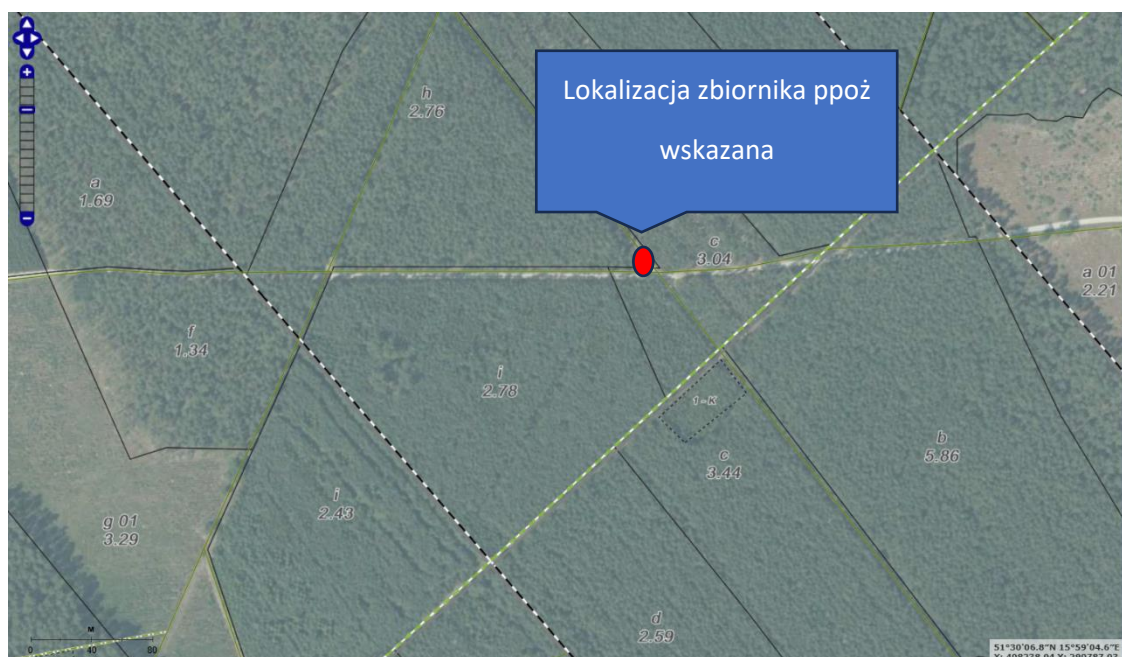 Lokalizacja zbiornika ppoż
wskazana
h
2.76
a
1.69
c
3.04
a 01
2.21
f
1.34
i
2.78
1 - K
c
3.44
b
5.86
i
2.43
g 01
3.29
d
2.59
M
0 40 80
51°30'06.8"N 15°59'04.6"E